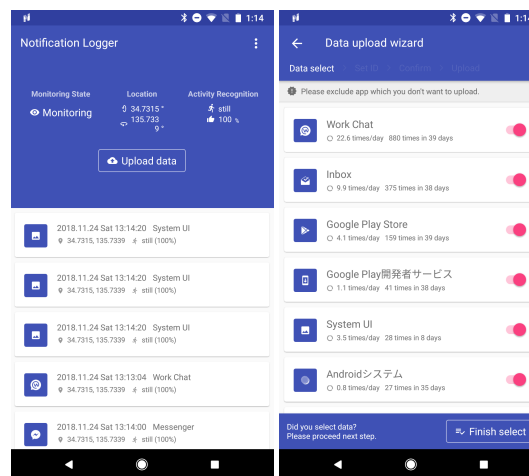 1:14
Notification Logger
Monitoring State
Monitoring
Location
34.7315 °
135.733
9 °
Activity Recognition
still
100 %
Upload data
2018.11.24 Sat 13:14:20 System UI
34.7315, 135.7339 still (100%)
2018.11.24 Sat 13:14:20 System UI
34.7315, 135.7339 still (100%)
2018.11.24 Sat 13:14:20 System UI
34.7315, 135.7339 still (100%)
2018.11.24 Sat 13:13:04 Work Chat
34.7315, 135.7339 still (100%)
2018.11.24 Sat 13:14:00 Messenger
34.7315, 135.7339 still (100%)
1:14
Data upload wizard
Data select > Set ID > Confirm > Upload
Please exclude app which you don't want to upload.
Work Chat
22.6 times/day 880 times in 39 days
Inbox
9.9 times/day 375 times in 38 days
Google Play Store
4.1 times/day 159 times in 39 days
Google Play開発者サービス
1.1 times/day 41 times in 38 days
System UI
3.5 times/day 28 times in 8 days
Androidシステム
0.8 times/day 27 times in 35 days
Did you select data?
Please proceed next step.
Finish select